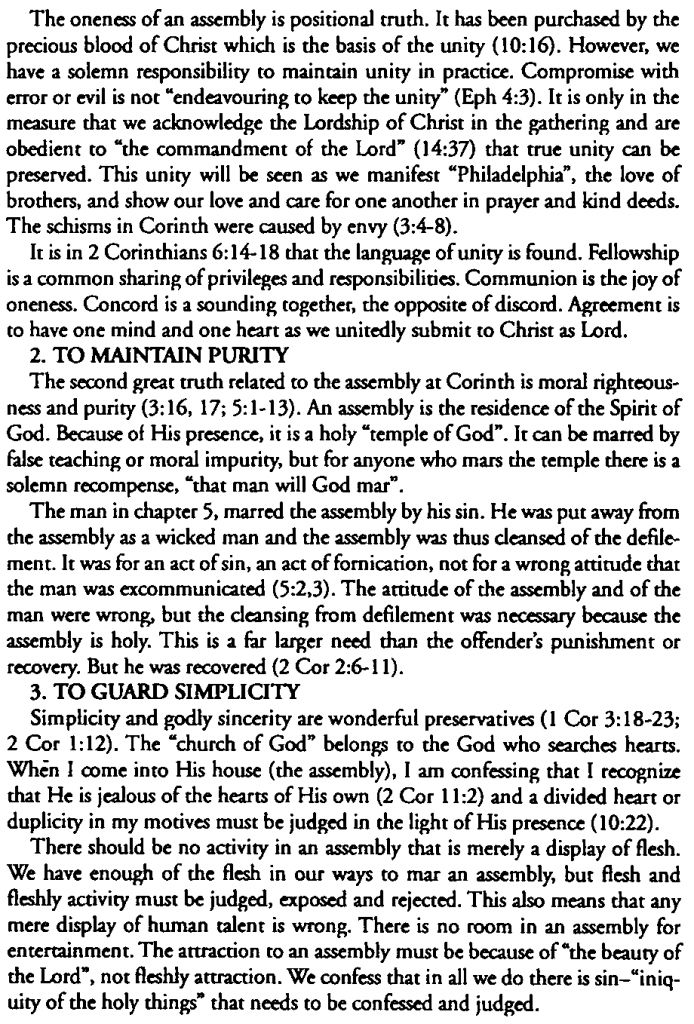 The oneness of an assembly is positional truth. It has been purchased by the
precious blood of Christ which is the basis of the unity (10:16). However, we
have a solemn responsibility to maintain unity in practice. Compromise with
error or evil is not "endeavouring to keep the unity" (Eph 4:3). It is only in the
measure that we acknowledge the Lordship of Christ in the gathering and are
obedient to "the commandment of the Lord" (14:37) that true unity can be
preserved. This unity will be seen as we manifest "Philadelphia", the love of
brothers, and show our love and care for one another in prayer and kind deeds.
The schisms in Corinth were caused by envy (3:4-8).
It is in 2 Corinthians 6:14-18 that the language of unity is found. Fellowship
is a common sharing of privileges and responsibilities. Communion is the joy of
oneness. Concord is a sounding together, the opposite of discord. Agreement is
to have one mind and one heart as we unitedly submit to Christ as Lord.
2. TO MAINTAIN PURITY
The second great truth related to the assembly at Corinth is moral righteous-
ness and purity (3:16, 17; 5:1-13). An assembly is the residence of the Spirit of
God. Because of His presence, it is a holy "temple of God". It can be marred by
false teaching or moral impurity, but for anyone who mars the temple there is a
solemn recompense, "that man will God mar".
The man in chapter 5, marred the assembly by his sin. He was put away from
the assembly as a wicked man and the assembly was thus cleansed of the defile-
ment. It was for an act of sin, an act of fornication, not for a wrong attitude that
the man was excommunicated (5:2,3). The attitude of the assembly and of the
man were wrong, but the cleansing from defilement was necessary because the
assembly is holy. This is a far larger need than the offender's punishment or
recovery. But he was recovered (2 Cor 2:6-11).
3. TO GUARD SIMPLICITY
Simplicity and godly sincerity are wonderful preservatives (1 Cor 3:18-23;
2 Cor 1:12). The "church of God" belongs to the God who searches hearts.
When I come into His house (the assembly), I am confessing that I recognize
that He is jealous of the hearts of His own (2 Cor 11:2) and a divided heart or
duplicity in my motives must be judged in the light of His presence (10:22).
There should be no activity in an assembly that is merely a display of flesh.
We have enough of the flesh in our ways to mar an assembly, but flesh and
fleshly activity must be judged, exposed and rejected. This also means that any
mere display of human talent is wrong. There is no room in an assembly for
entertainment. The attraction to an assembly must be because of "the beauty of
the Lord", not fleshly attraction. We confess that in all we do there is sin–"iniq-
uity of the holy things" that needs to be confessed and judged.